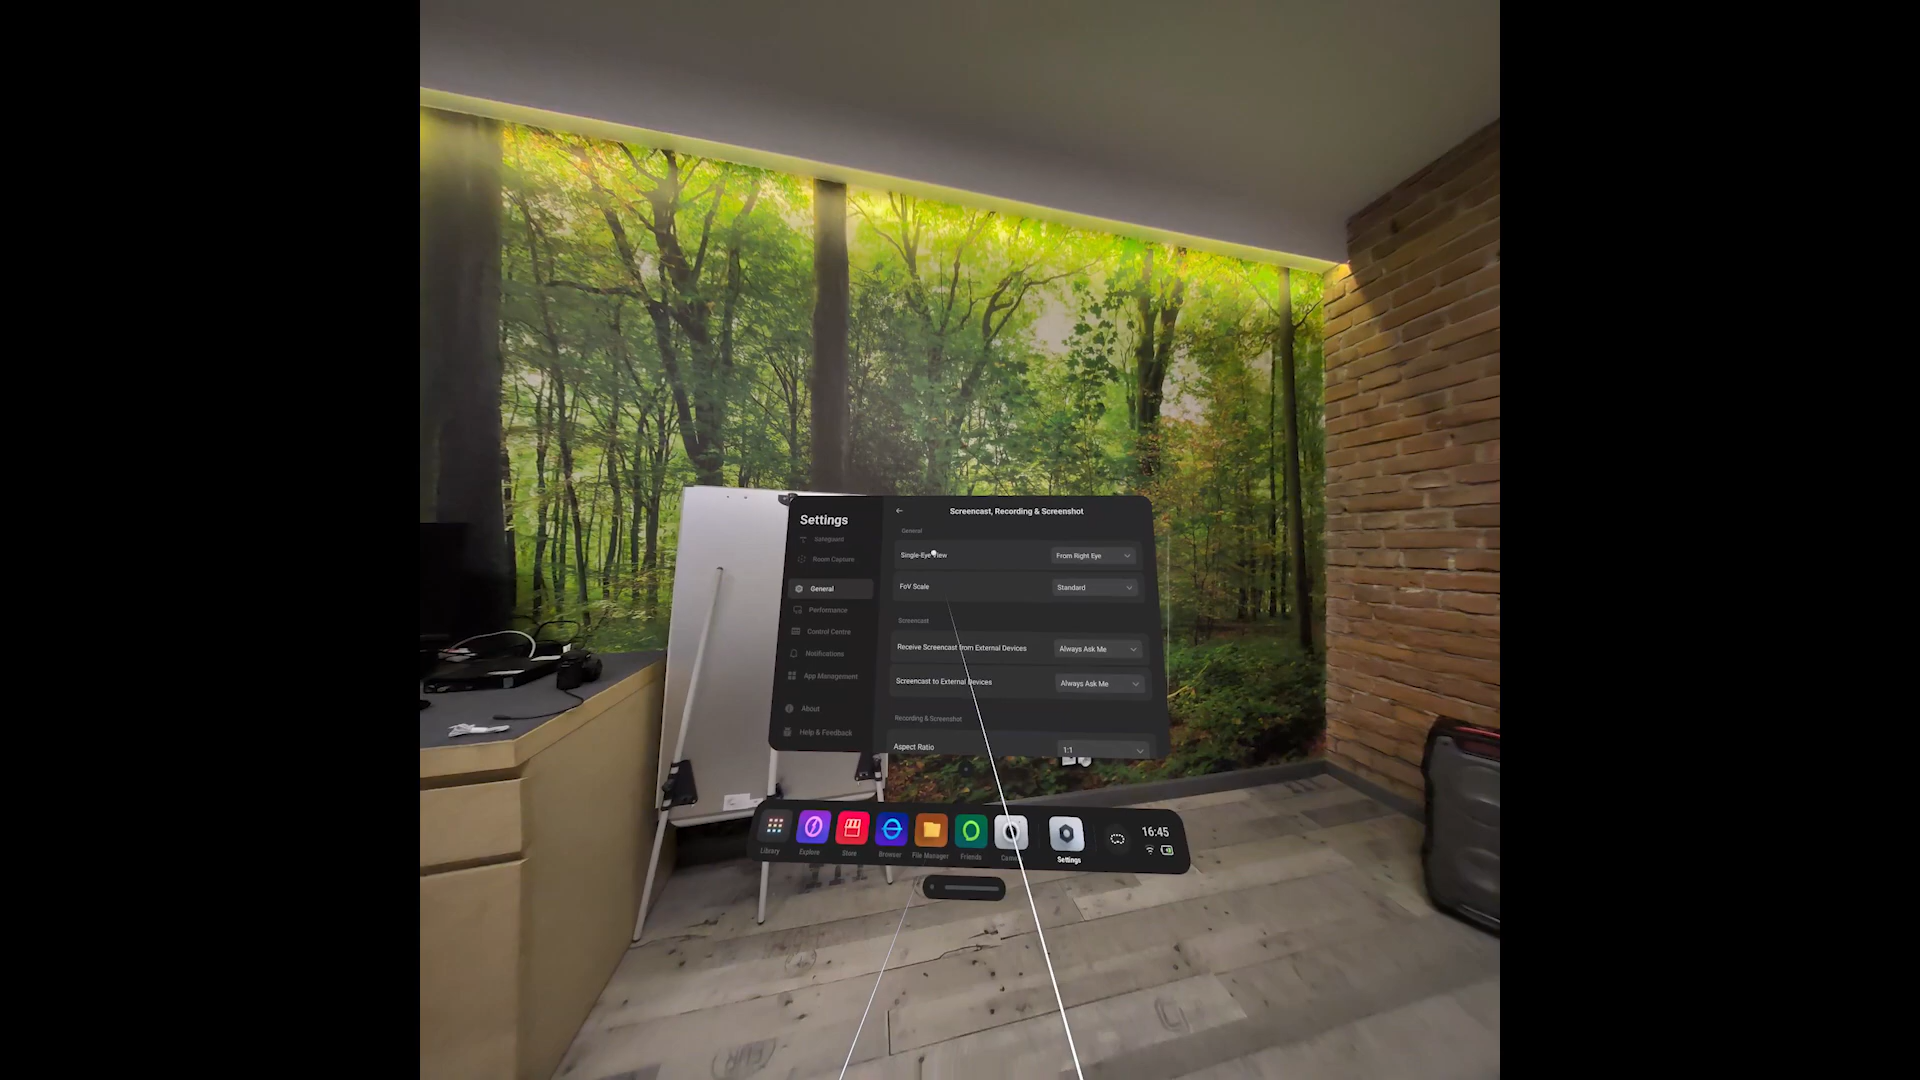 Settings
Safeguard
Room Capture
General
Performance
Control Centre
Notifications
App Management
About
Help & Feedback
Screencast, Recording & Screenshot
General
Single-Eye View
From Right Eye
FoV Scale
Standard
Screencast
Receive Screencast from External Devices
Always Ask Me
Screencast to External Devices
Always Ask Me
Recording & Screenshot
Aspect Ratio
1:1
Library
Explore
Store
Browser
File Manager
Friends
Camera
Settings
16:45